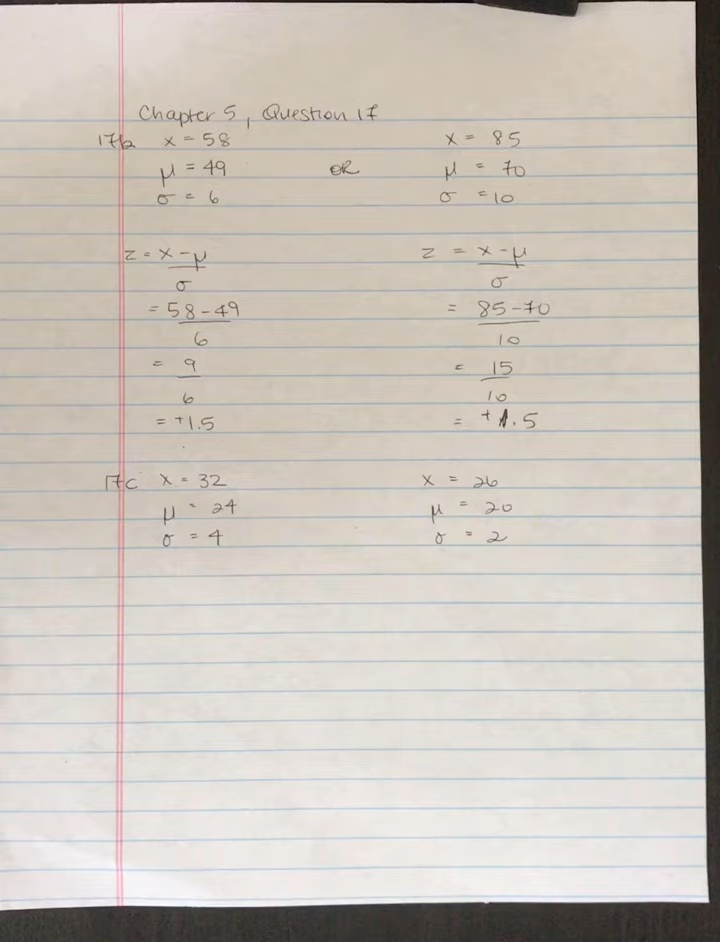 Chapter 5, Question 17
17b x = 58 x = 85
μ = 49 OR μ = 70
σ = 6 σ = 10
z = x - μ z = x - μ
σ σ
= 58 - 49 = 85 - 70
6 10
= 9 = 15
6 10
= +1.5 = +1.5
17c x = 32 x = 26
μ = 24 μ = 20
σ = 4 σ = 2